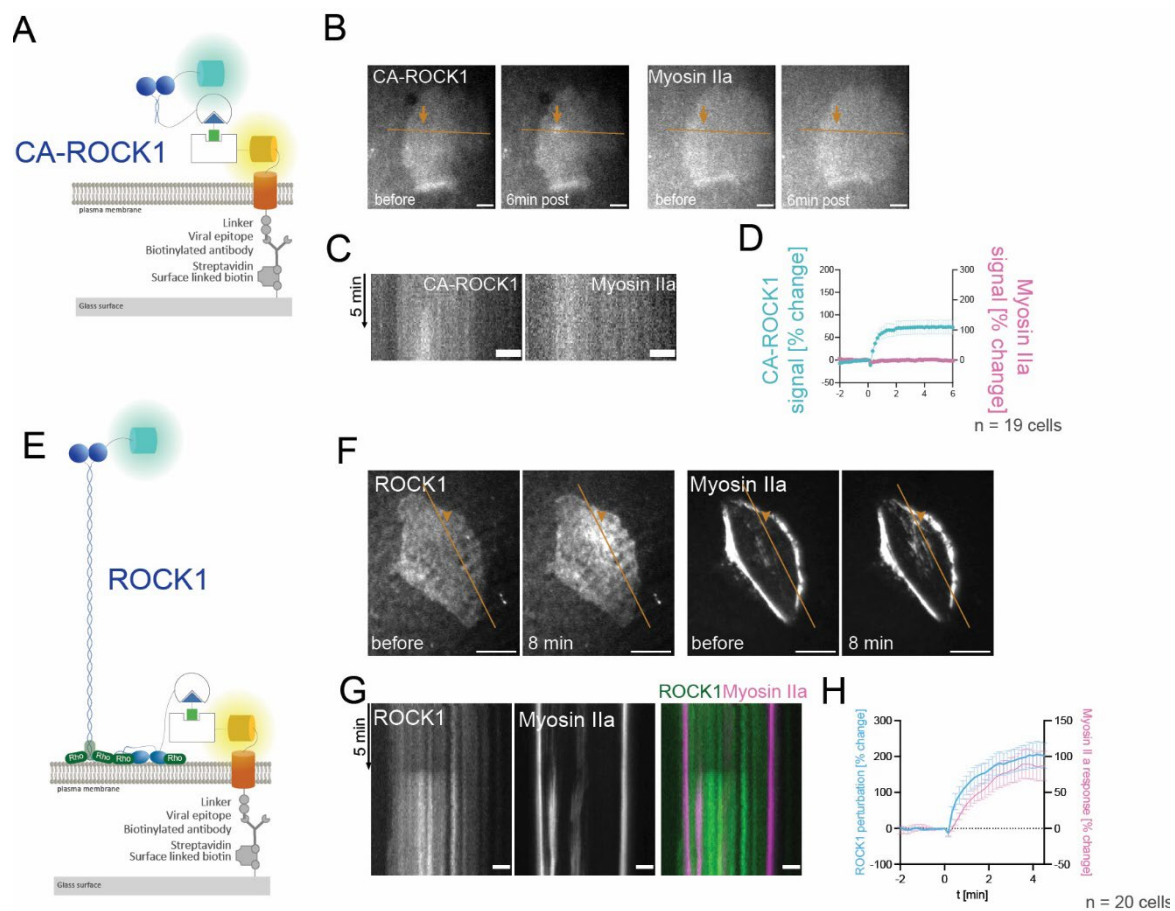 A
CA-ROCK1
plasma membrane
Linker
Viral epitope
Biotinylated antibody
Streptavidin
Surface linked biotin
Glass surface
B
CA-ROCK1
before
6min post
Myosin IIa
before
6min post
C
5 min
CA-ROCK1
Myosin IIa
D
CA-ROCK1
signal [% change]
200
150
100
50
0
-50
300
200
100
0
Myosin IIa
signal [% change]
-2
0
2
4
6
n = 19 cells
E
ROCK1
Rho
Rho
Rho
Rho
plasma membrane
Linker
Viral epitope
Biotinylated antibody
Streptavidin
Surface linked biotin
Glass surface
F
ROCK1
before
8 min
Myosin IIa
before
8 min
G
5 min
ROCK1
Myosin IIa
ROCK1Myosin IIa
H
ROCK1 perturbation [% change]
300
200
100
0
-100
150
100
50
0
-50
Myosin II a response [% change]
-2
0
2
4
t [min]
n = 20 cells